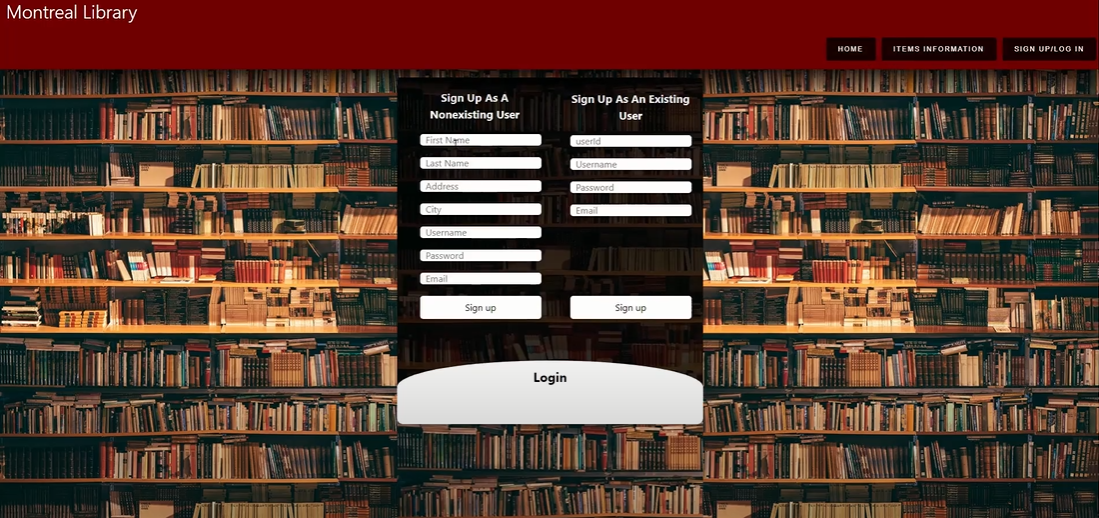 Montreal Library
HOME
ITEMS INFORMATION
SIGN UP/LOG IN
Sign Up As A
Nonexisting User
First Name
Last Name
Address
City
Username
Password
Email
Sign up
Sign Up As An Existing
User
userId
Username
Password
Email
Sign up
Login